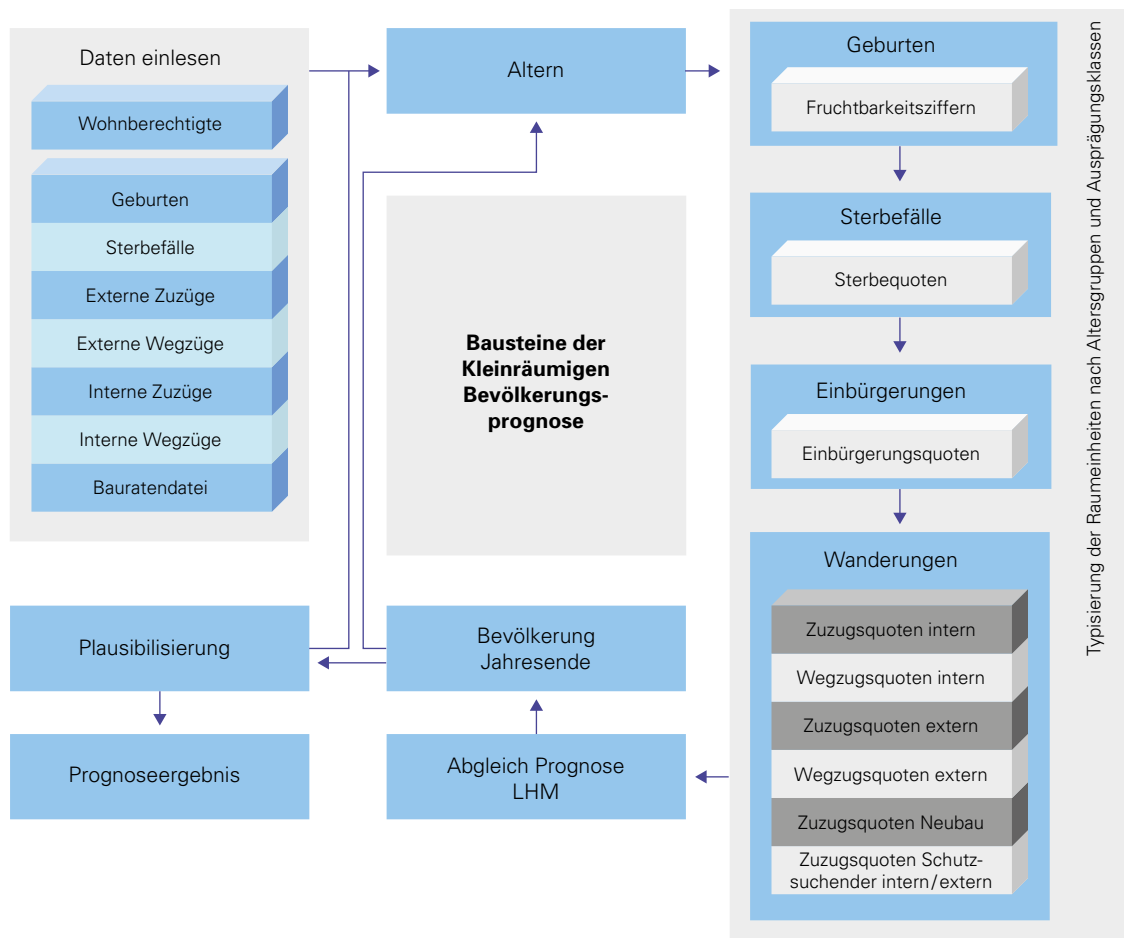 Daten einlesen
Wohnberechtigte
Geburten
Sterbefälle
Externe Zuzüge
Externe Wegzüge
Interne Zuzüge
Interne Wegzüge
Bauratendatei
Altern
Bausteine der
Kleinräumigen
Bevölkerungs-
prognose
Geburten
Fruchtbarkeitsziffern
Sterbefälle
Sterbequoten
Einbürgerungen
Einbürgerungsquoten
Wanderungen
Zuzugsquoten intern
Wegzugsquoten intern
Zuzugsquoten extern
Wegzugsquoten extern
Zuzugsquoten Neubau
Zuzugsquoten Schutz-
suchender intern/extern
Typisierung der Raumeinheiten nach Altersgruppen und Ausprägungsklassen
Abgleich Prognose
LHM
Bevölkerung
Jahresende
Plausibilisierung
Prognoseergebnis